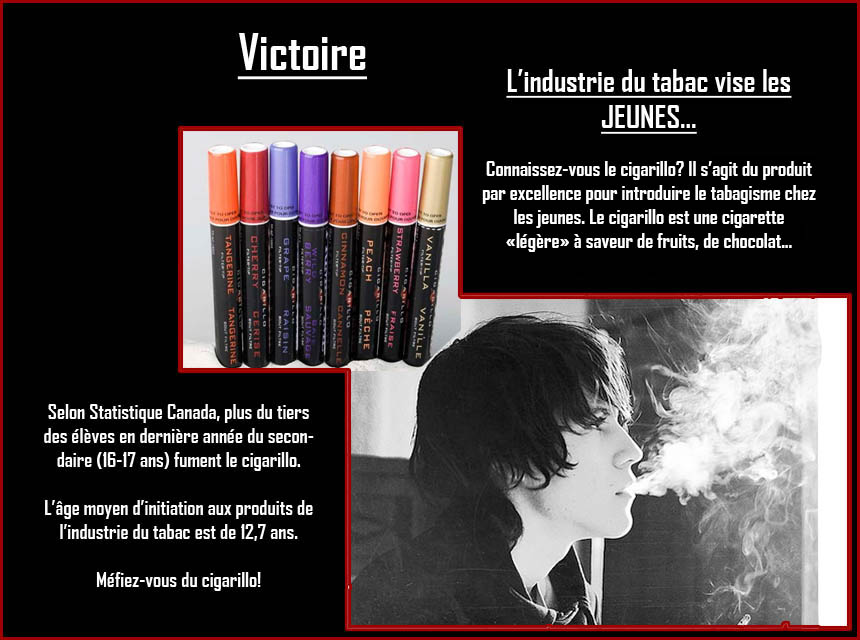 Victoire
L’industrie du tabac vise les
JEUNES...
Connaissez-vous le cigarillo? Il s’agit du produit
par excellence pour introduire le tabagisme chez
les jeunes. Le cigarillo est une cigarette
«légère» à saveur de fruits, de chocolat...
TANGERINE TANGERINE
CHERRY CERISE
GRAPE RAISIN
CINNAMON CANNELLE
PEACH PÊCHE
STRAWBERRY FRAISE
VANILLA VANILLE
Selon Statistique Canada, plus du tiers
des élèves en dernière année du secon-
daire (16-17 ans) fument le cigarillo.
L’âge moyen d’initiation aux produits de
l’industrie du tabac est de 12,7 ans.
Méfiez-vous du cigarillo!